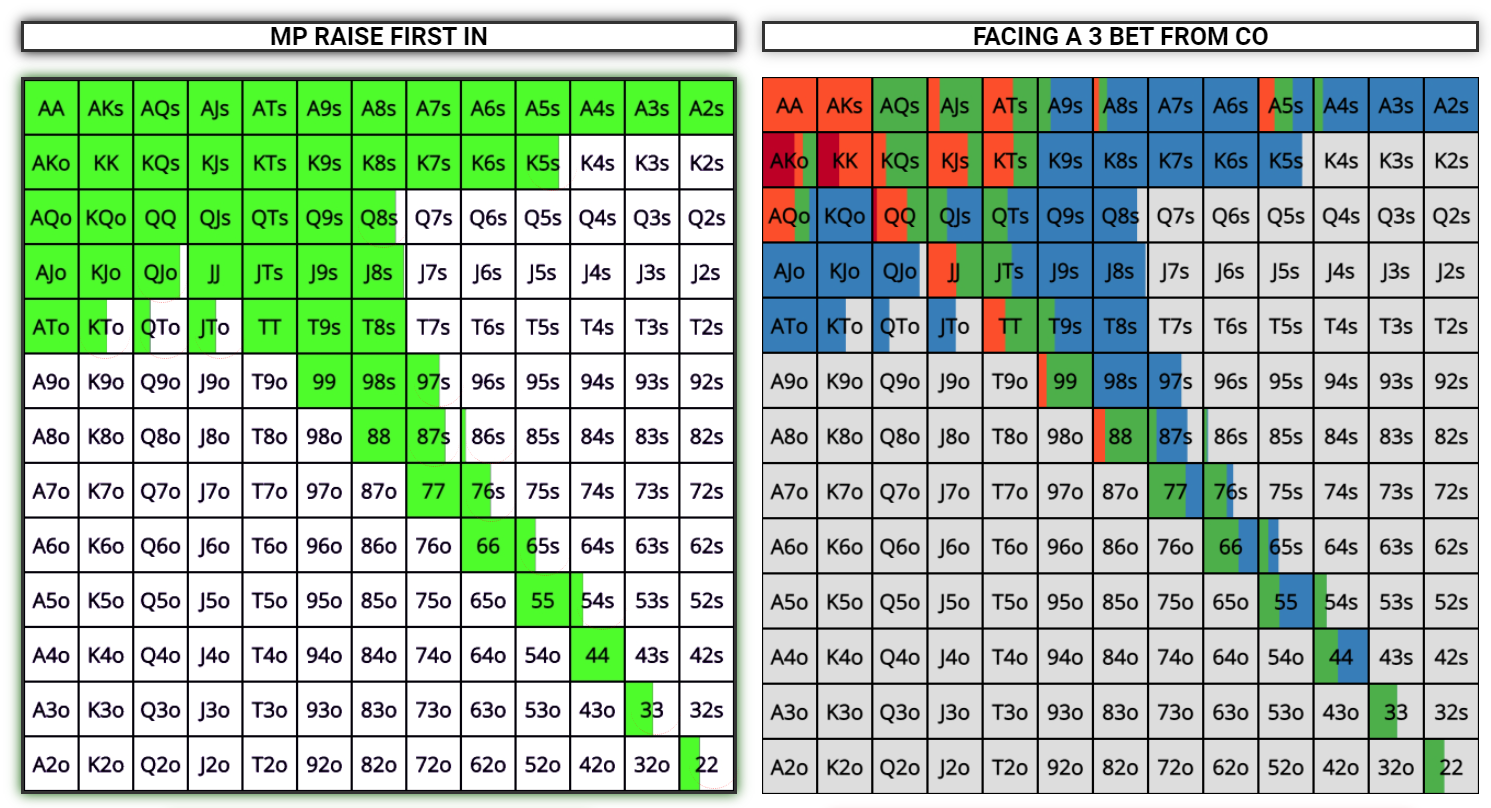 MP RAISE FIRST IN
AA AKs AQs AJs ATs A9s A8s A7s A6s A5s A4s A3s A2s
AKo KK KQs KJs KTs K9s K8s K7s K6s K5s K4s K3s K2s
AQo KQo QQ QJs QTs Q9s Q8s Q7s Q6s Q5s Q4s Q3s Q2s
AJo KJo QJo JJ JTs J9s J8s J7s J6s J5s J4s J3s J2s
ATo KTo QTo JTo TT T9s T8s T7s T6s T5s T4s T3s T2s
A9o K9o Q9o J9o T9o 99 98s 97s 96s 95s 94s 93s 92s
A8o K8o Q8o J8o T8o 98o 88 87s 86s 85s 84s 83s 82s
A7o K7o Q7o J7o T7o 97o 87o 77 76s 75s 74s 73s 72s
A6o K6o Q6o J6o T6o 96o 86o 76o 66 65s 64s 63s 62s
A5o K5o Q5o J5o T5o 95o 85o 75o 65o 55 54s 53s 52s
A4o K4o Q4o J4o T4o 94o 84o 74o 64o 54o 44 43s 42s
A3o K3o Q3o J3o T3o 93o 83o 73o 63o 53o 43o 33 32s
A2o K2o Q2o J2o T2o 92o 82o 72o 62o 52o 42o 32o 22
FACING A 3 BET FROM CO
AA AKs AQs AJs ATs A9s A8s A7s A6s A5s A4s A3s A2s
AKo KK KQs KJs KTs K9s K8s K7s K6s K5s K4s K3s K2s
AQo KQo QQ QJs QTs Q9s Q8s Q7s Q6s Q5s Q4s Q3s Q2s
AJo KJo QJo JJ JTs J9s J8s J7s J6s J5s J4s J3s J2s
ATo KTo QTo JTo TT T9s T8s T7s T6s T5s T4s T3s T2s
A9o K9o Q9o J9o T9o 99 98s 97s 96s 95s 94s 93s 92s
A8o K8o Q8o J8o T8o 98o 88 87s 86s 85s 84s 83s 82s
A7o K7o Q7o J7o T7o 97o 87o 77 76s 75s 74s 73s 72s
A6o K6o Q6o J6o T6o 96o 86o 76o 66 65s 64s 63s 62s
A5o K5o Q5o J5o T5o 95o 85o 75o 65o 55 54s 53s 52s
A4o K4o Q4o J4o T4o 94o 84o 74o 64o 54o 44 43s 42s
A3o K3o Q3o J3o T3o 93o 83o 73o 63o 53o 43o 33 32s
A2o K2o Q2o J2o T2o 92o 82o 72o 62o 52o 42o 32o 22